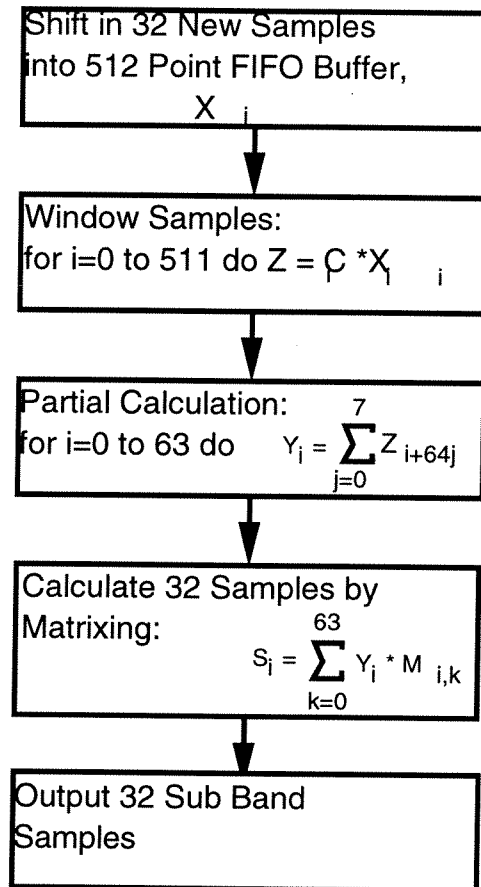 Shift in 32 New Samples
into 512 Point FIFO Buffer,
X i
Window Samples:
for i=0 to 511 do Z = C *X i i i
Partial Calculation:
for i=0 to 63 do Y i = 7 ∑ j=0 Z i+64j
Calculate 32 Samples by
Matrixing:
S i = 63 ∑ k=0 Y i * M i,k
Output 32 Sub Band
Samples